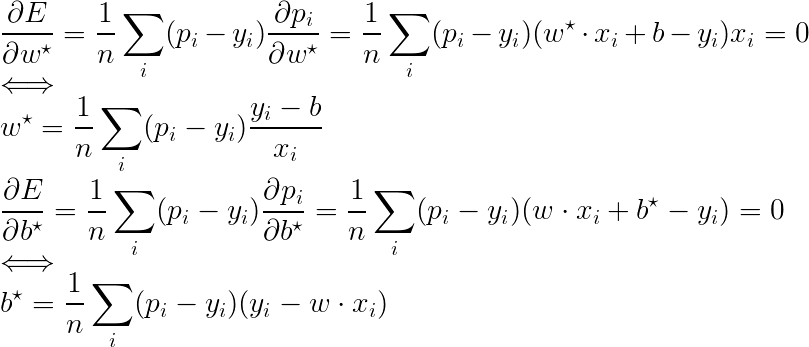 ∂E/∂w⋆ = 1/n ∑_i (p_i − y_i) ∂p_i/∂w⋆ = 1/n ∑_i (p_i − y_i)(w⋆ · x_i + b − y_i)x_i = 0
⟺
w⋆ = 1/n ∑_i (p_i − y_i) (y_i − b)/x_i
∂E/∂b⋆ = 1/n ∑_i (p_i − y_i) ∂p_i/∂b⋆ = 1/n ∑_i (p_i − y_i)(w · x_i + b⋆ − y_i) = 0
⟺
b⋆ = 1/n ∑_i (p_i − y_i)(y_i − w · x_i)